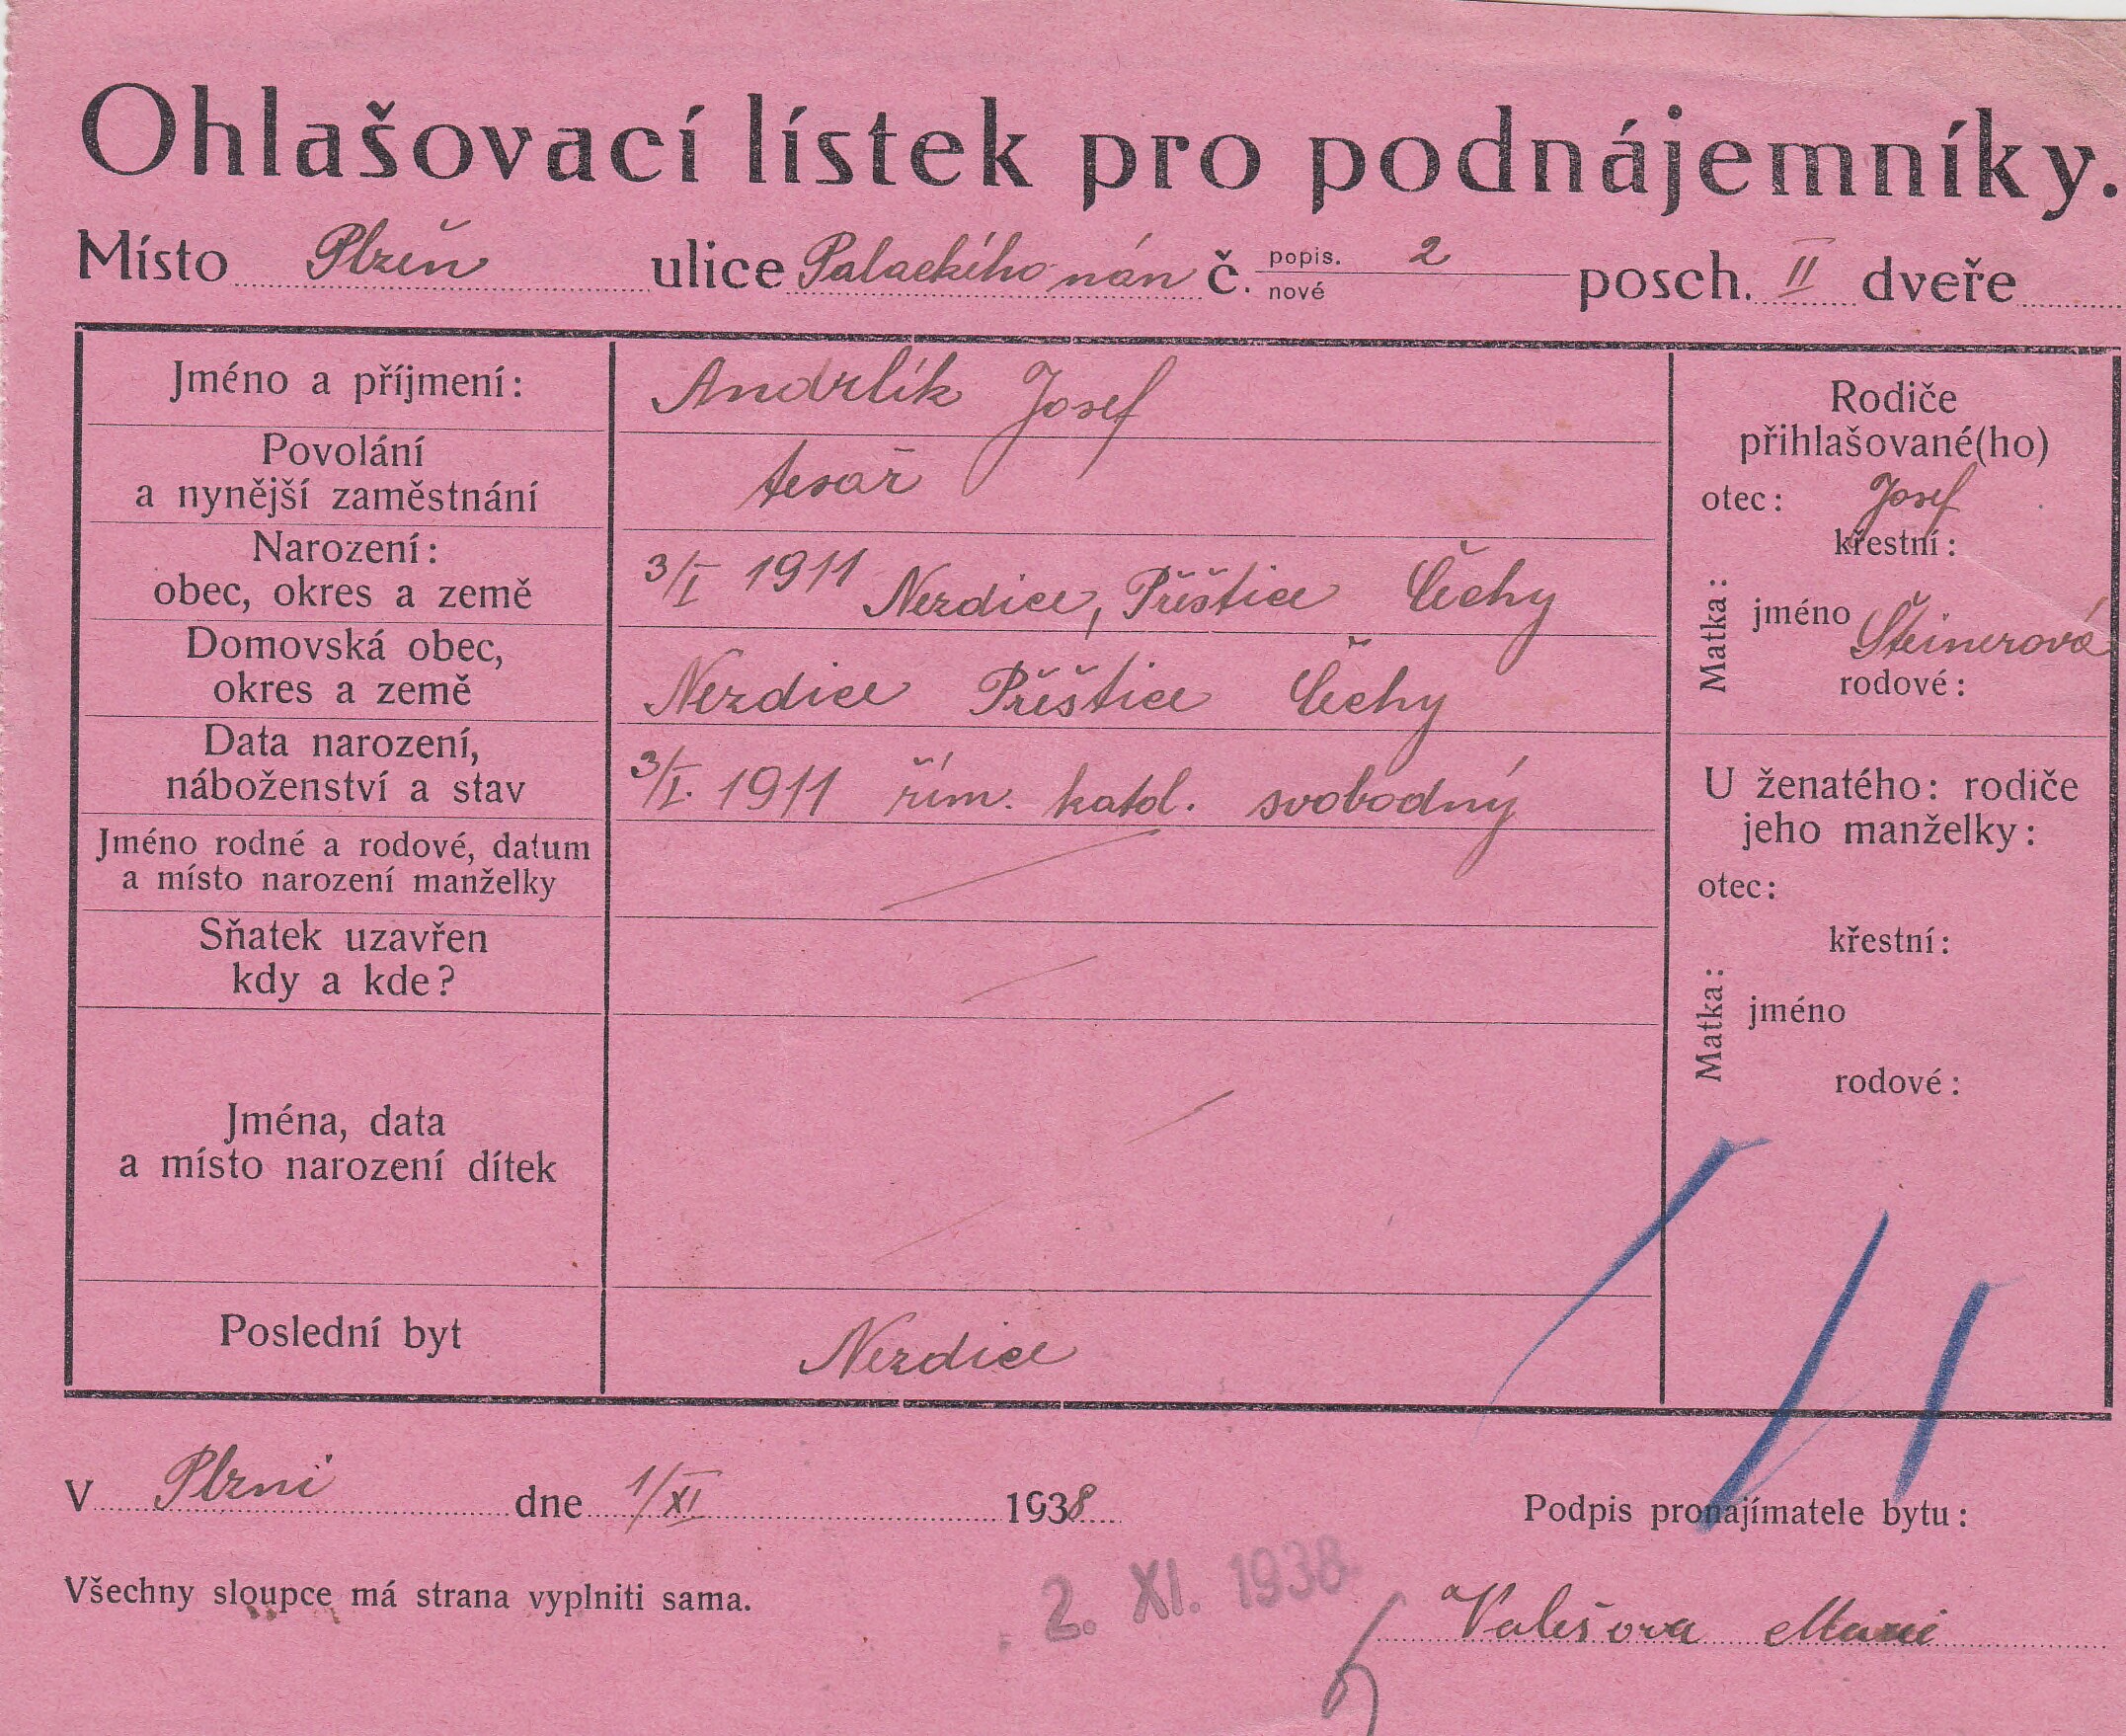 Ohlašovací lístek pro podnájemníky.
Místo Plzeň ulice Palackého nám č. popis. nové 2 posch. II dveře
Jméno a příjmení: Andrlík Josef
Povolání a nynější zaměstnání tesař
Narození: obec, okres a země 3/I 1911 Nezdice, Přeštice Čechy
Domovská obec, okres a země Nezdice Přeštice Čechy
Data narození, náboženství a stav 3/I. 1911 řím. katol. svobodný
Jméno rodné a rodové, datum a místo narození manželky
Sňatek uzavřen kdy a kde?
Jména, data a místo narození dítek
Poslední byt Nezdice
Rodiče
přihlašované(ho)
otec: Josef
Matka: křestní:
jméno Šteinerová
rodové:
U ženatého: rodiče
jeho manželky:
otec:
Matka: křestní:
jméno
rodové:
V Plzni dne 1/XI 1938
Podpis pronajímatele bytu:
Všechny sloupce má strana vyplniti sama.
2. XI. 1938
Valešova Marie